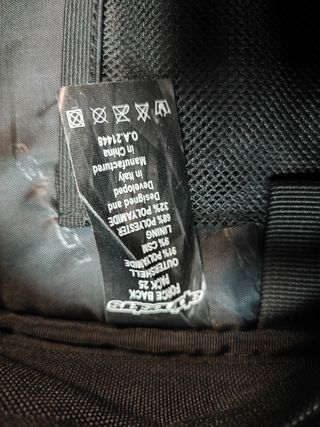 FORCE BACK
PACK 25
OUTERSHELL
91% POLYAMIDE
9% CSM
LINING
68% POLYESTER
32% POLYAMIDE
Designed and
Developed
in Italy
Manufactured
in China
O.A.21448